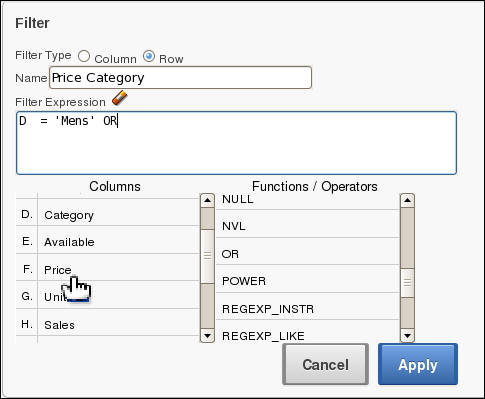 Filter
Filter Type Column Row
Name Price Category
Filter Expression
D = 'Mens' OR
Columns Functions / Operators
D. Category
E. Available
F. Price
G.
H. Sales
NULL
NVL
OR
POWER
REGEXP_INSTR
REGEXP_LIKE
Cancel Apply